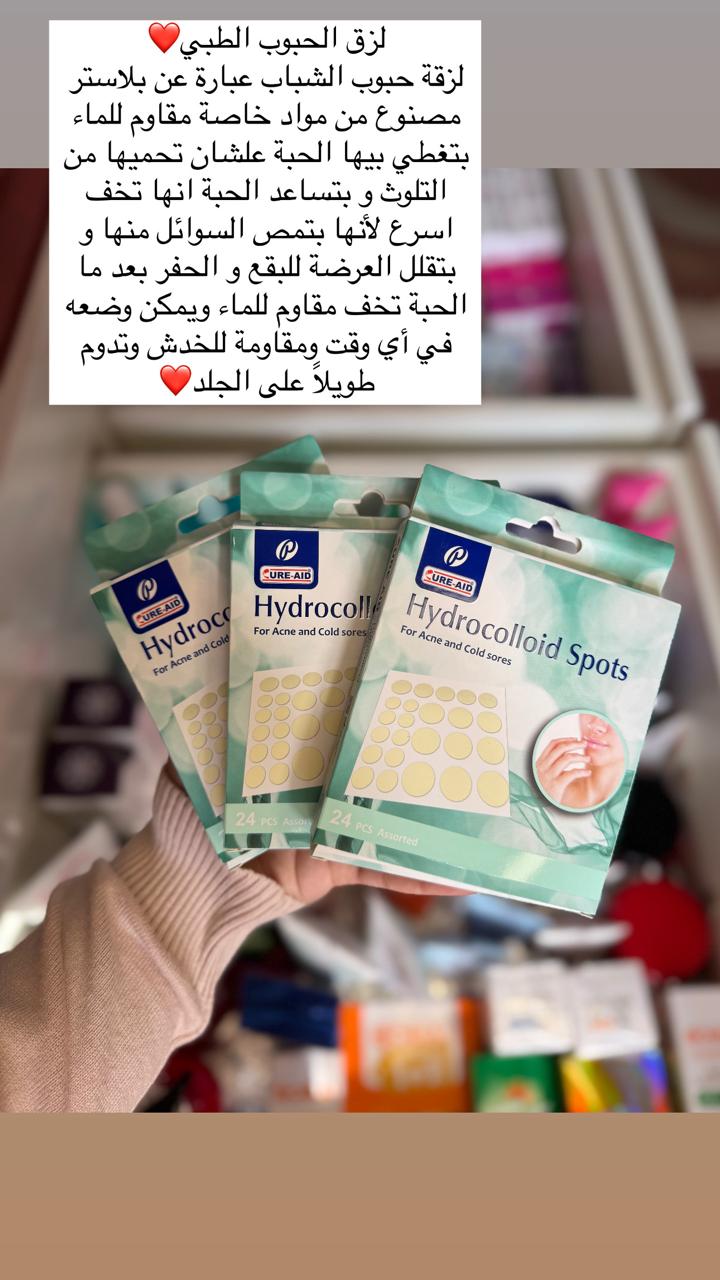 لزق الحبوب الطبي❤️
لزقة حبوب الشباب عبارة عن بلاستر
مصنوع من مواد خاصة مقاوم للماء
بتغطي بيها الحبة علشان تحميها من
التلوث و بتساعد الحبة انها تخف
اسرع لأنها بتمص السوائل منها و
بتقلل العرضة للبقع و الحفر بعد ما
الحبة تخف مقاوم للماء ويمكن وضعه
في أي وقت ومقاومة للخدش وتدوم
طويلاً على الجلد❤️
CURE-AID
Hydroc
For Acne and Cold
CURE-AID
Hydrocoll
For Acne and Cold sores
24 PCS Assor
CURE-AID
Hydrocolloid Spots
For Acne and Cold sores
24 PCS Assorted